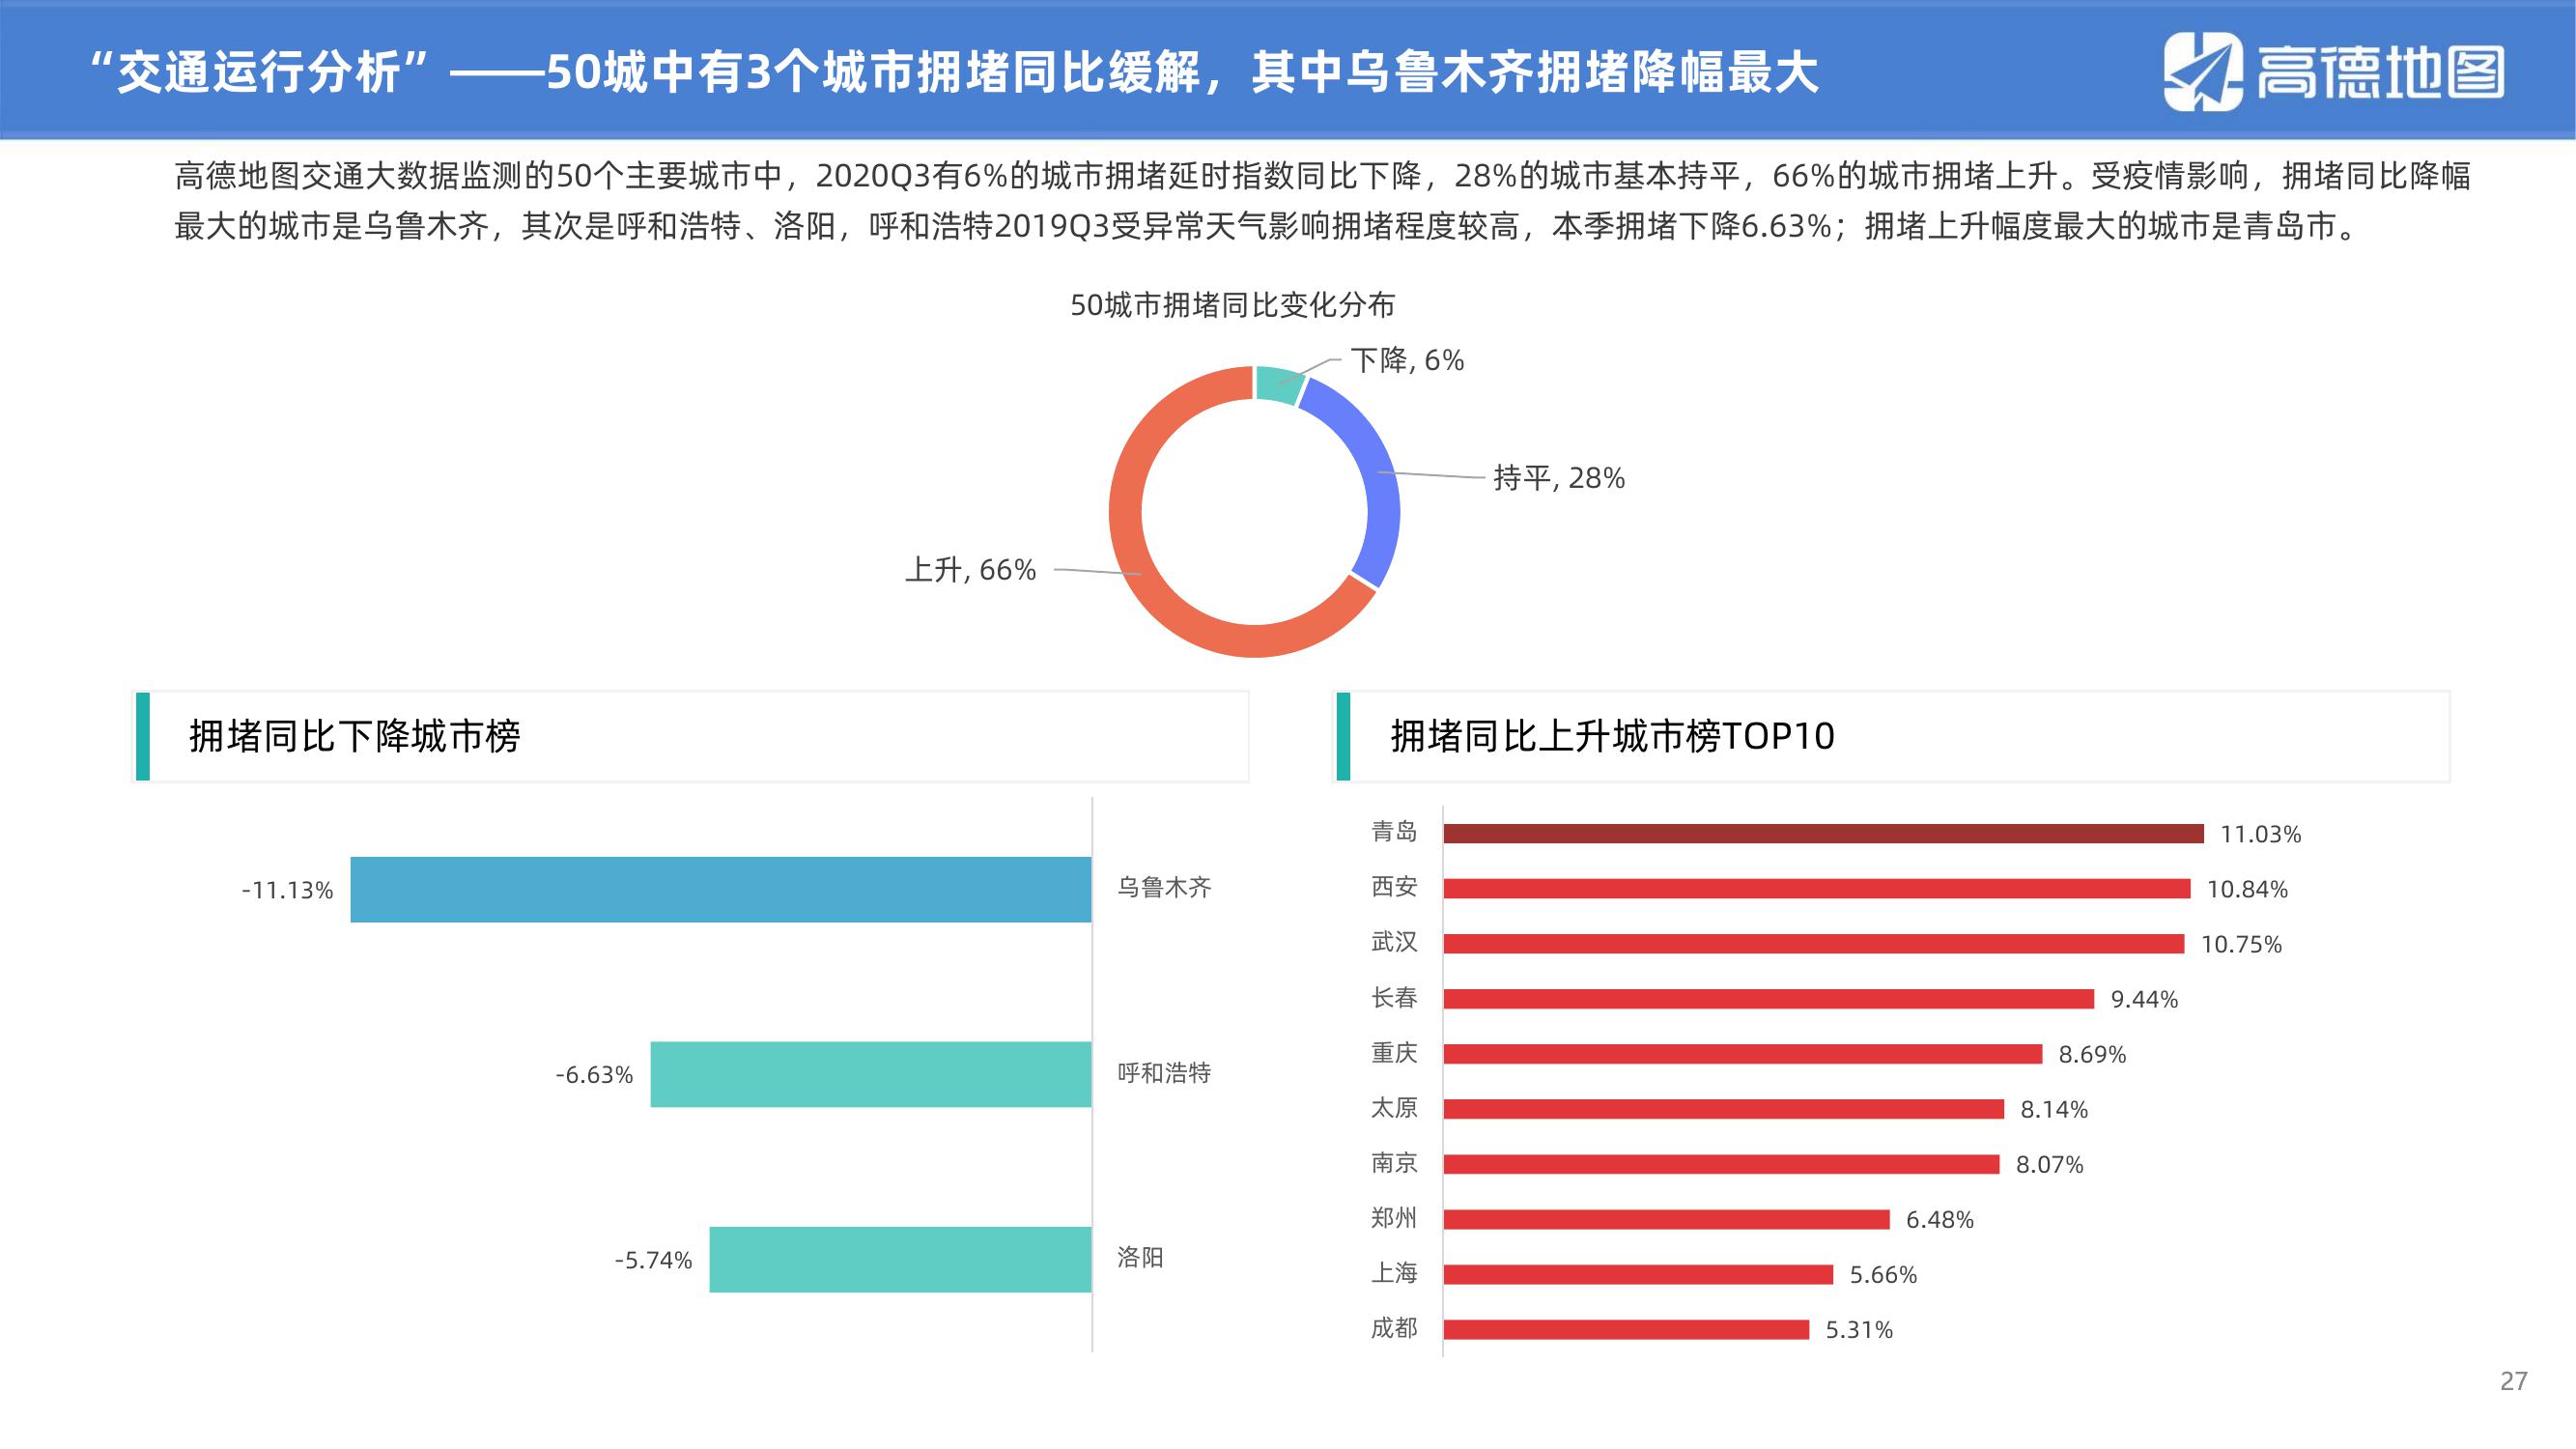 “交通运行分析”——50城中有3个城市拥堵同比缓解，其中乌鲁木齐拥堵降幅最大
高德地图
高德地图交通大数据监测的50个主要城市中，2020Q3有6%的城市拥堵延时指数同比下降，28%的城市基本持平，66%的城市拥堵上升。受疫情影响，拥堵同比降幅
最大的城市是乌鲁木齐，其次是呼和浩特、洛阳，呼和浩特2019Q3受异常天气影响拥堵程度较高，本季拥堵下降6.63%；拥堵上升幅度最大的城市是青岛市。
50城市拥堵同比变化分布
下降, 6%
持平, 28%
上升, 66%
拥堵同比下降城市榜
-11.13% 乌鲁木齐
-6.63% 呼和浩特
-5.74% 洛阳
拥堵同比上升城市榜TOP10
青岛 11.03%
西安 10.84%
武汉 10.75%
长春 9.44%
重庆 8.69%
太原 8.14%
南京 8.07%
郑州 6.48%
上海 5.66%
成都 5.31%
27